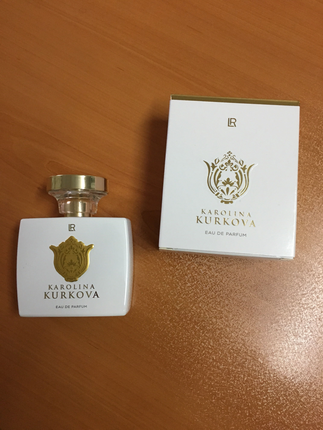 LR
KAROLINA
KURKOVA
EAU DE PARFUM
LR
KAROLINA
KURKOVA
EAU DE PARFUM